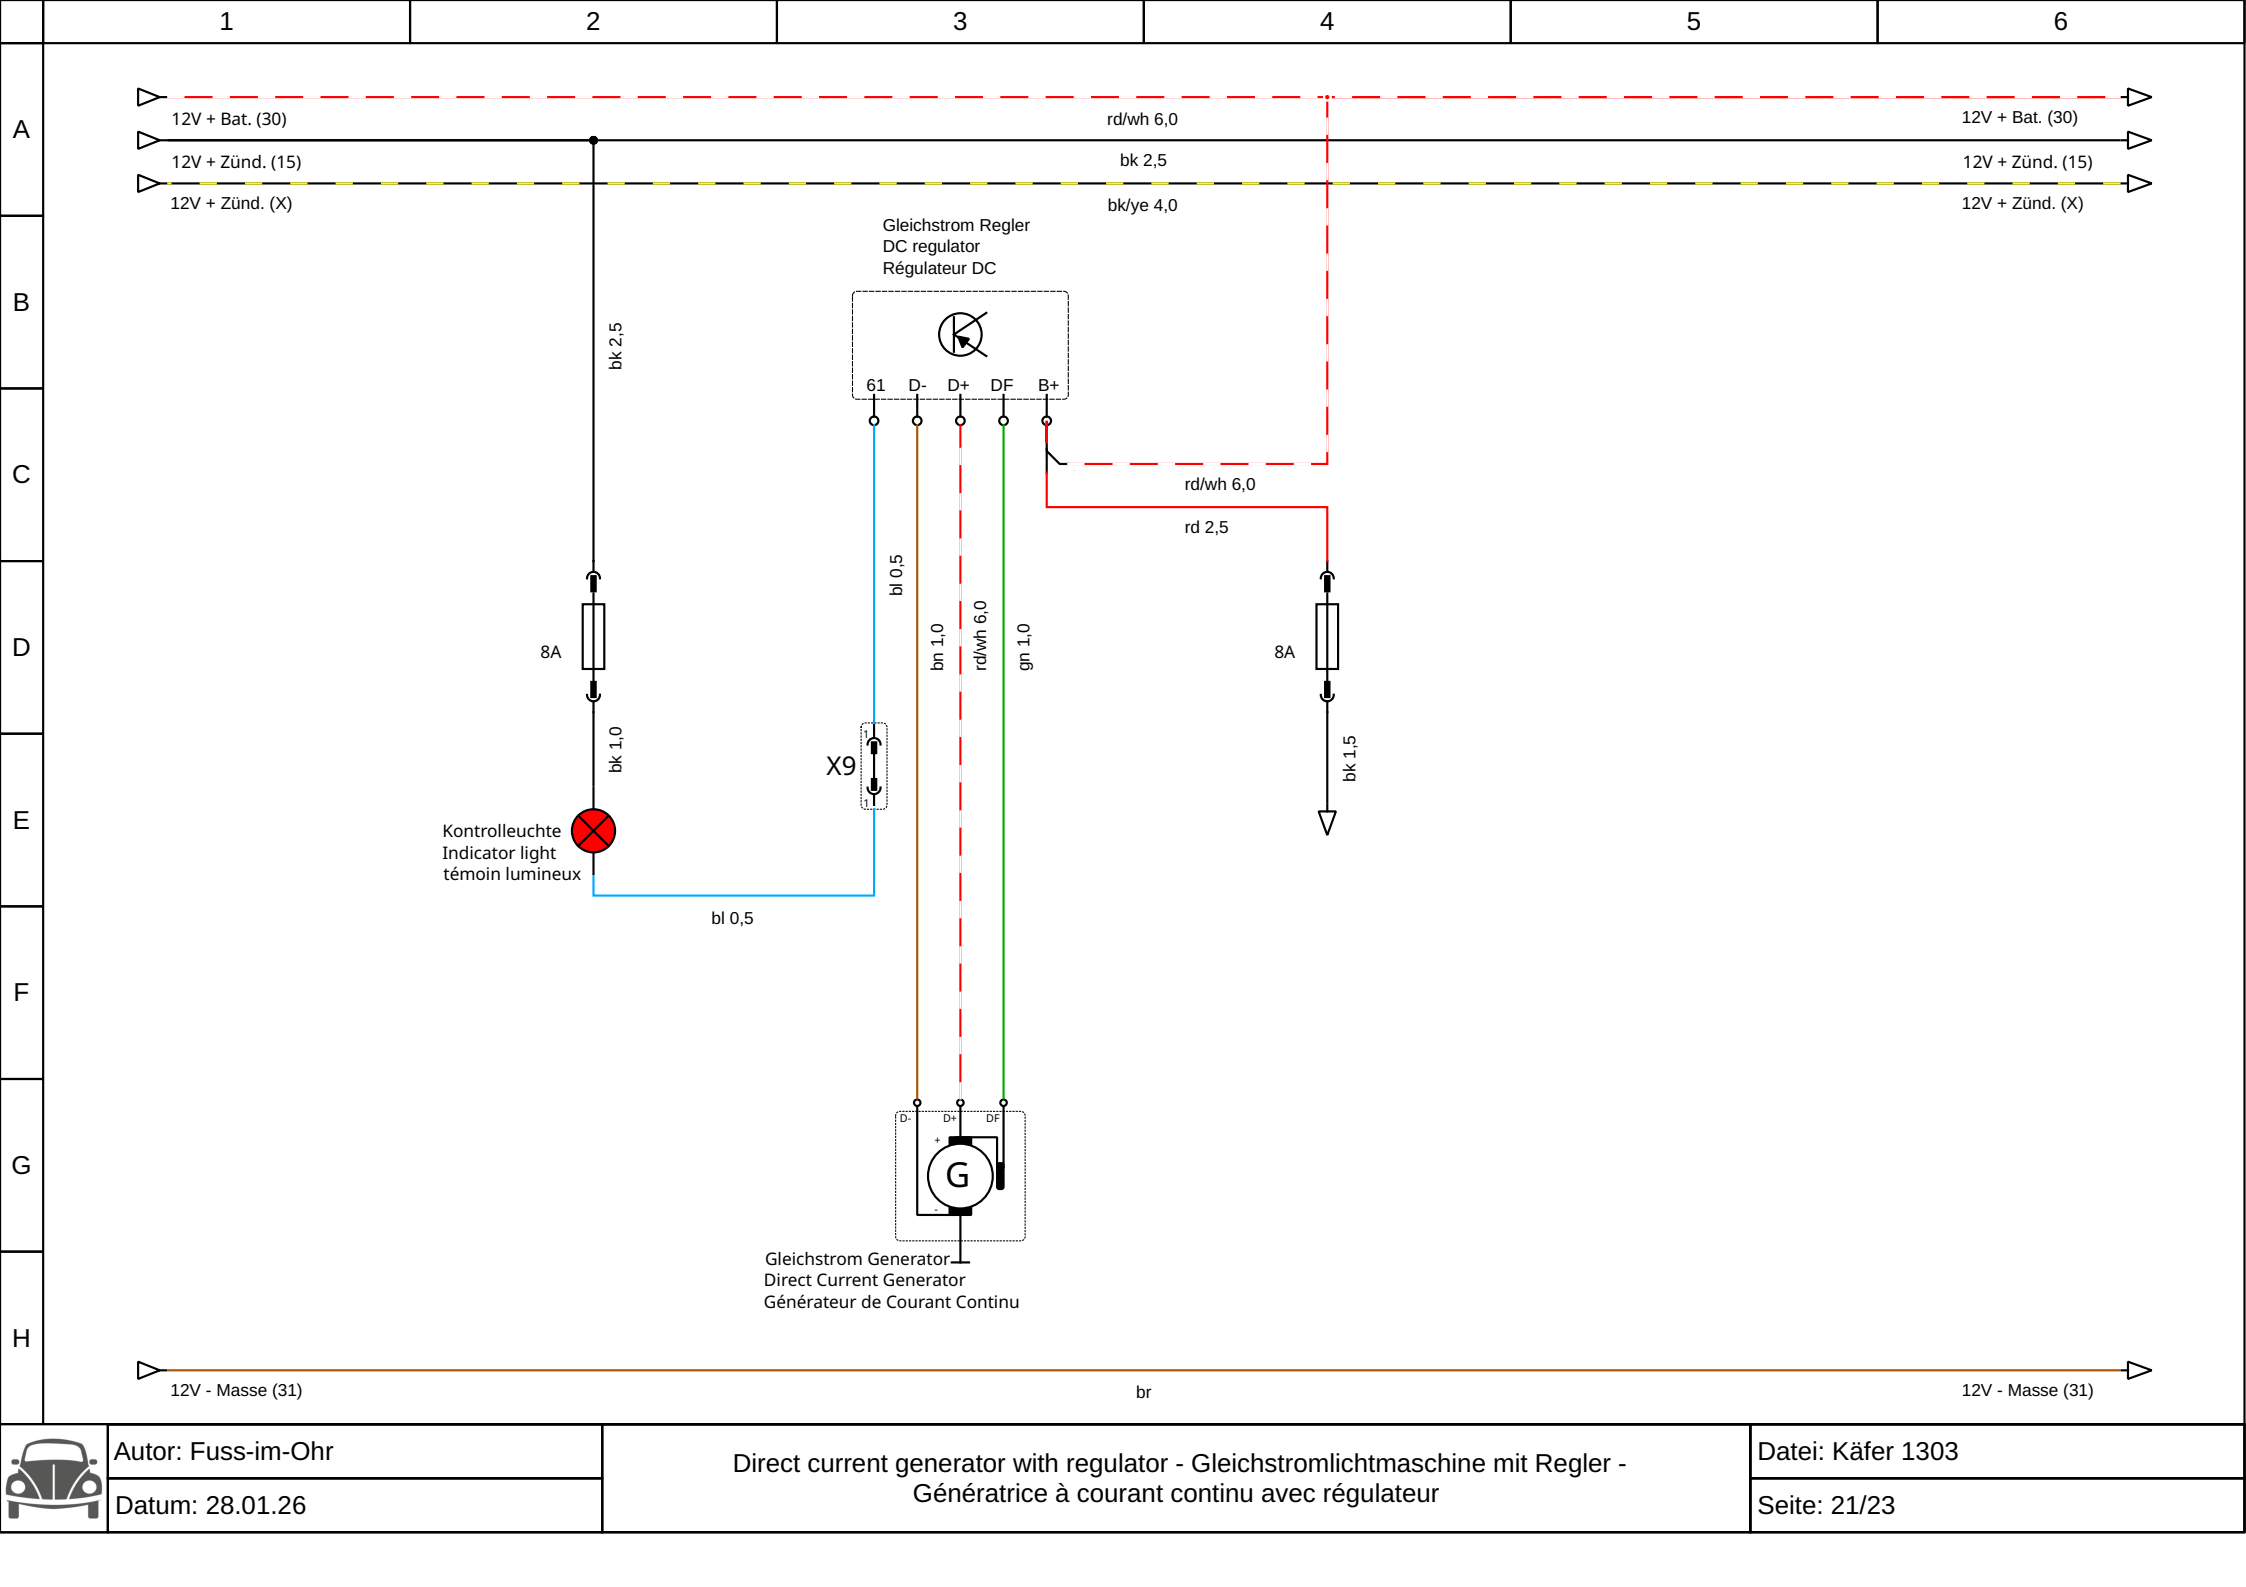 1 2 3 4 5 6
A
12V + Bat. (30) rd/wh 6,0 12V + Bat. (30)
12V + Zünd. (15) bk 2,5 12V + Zünd. (15)
12V + Zünd. (X) bk/ye 4,0 12V + Zünd. (X)
Gleichstrom Regler
DC regulator
Régulateur DC
B
bk 2,5
61 D- D+ DF B+
C
rd/wh 6,0
rd 2,5
bl 0,5
D
8A
bn 1,0
rd/wh 6,0
gn 1,0
8A
bk 1,0
1
X9
1
bk 1,5
E
Kontrolleuchte
Indicator light
témoin lumineux
bl 0,5
F
D- D+ DF
+
G
G
-
Gleichstrom Generator
Direct Current Generator
Générateur de Courant Continu
H
12V - Masse (31) br 12V - Masse (31)
Autor: Fuss-im-Ohr
Datum: 28.01.26
Direct current generator with regulator - Gleichstromlichtmaschine mit Regler -
Génératrice à courant continu avec régulateur
Datei: Käfer 1303
Seite: 21/23